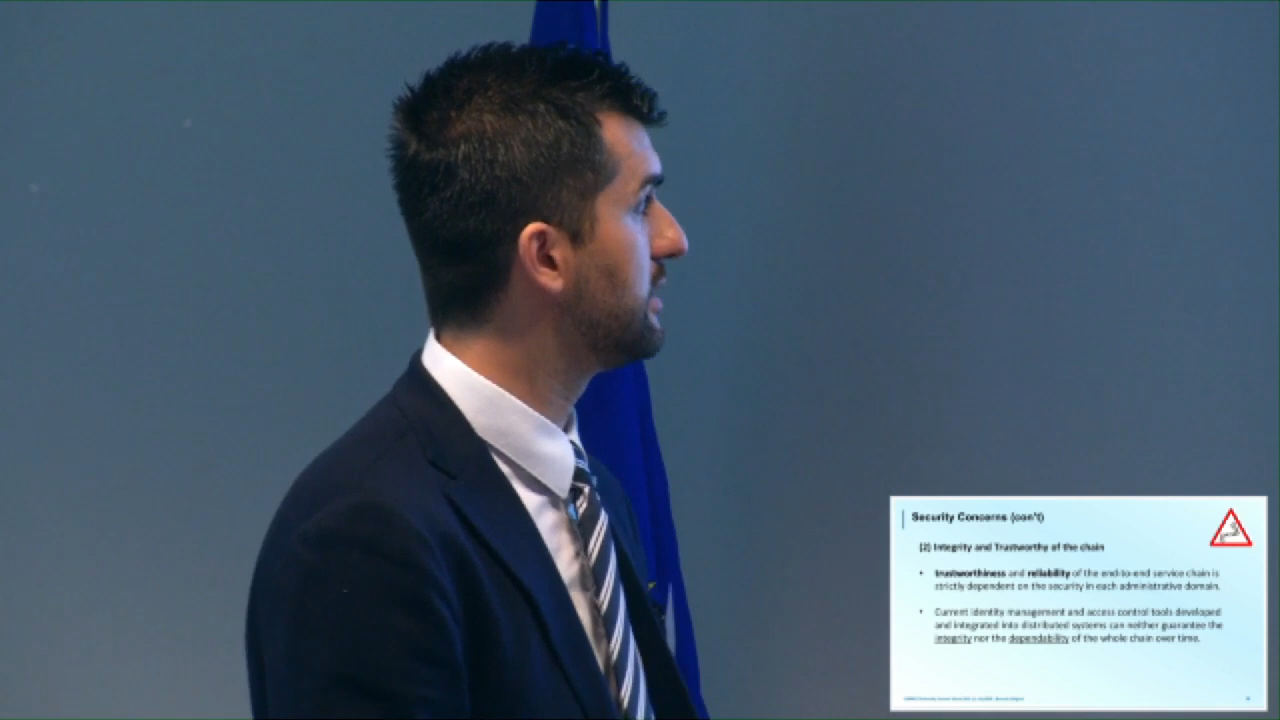 Security Concerns (con't)
(2) Integrity and Trustworthy of the chain
• trustworthiness and reliability of the end-to-end service chain is
strictly dependent on the security in each administrative domain.
• Current identity management and access control tools developed
and integrated into distributed systems can neither guarantee the
integrity nor the dependability of the whole chain over time.